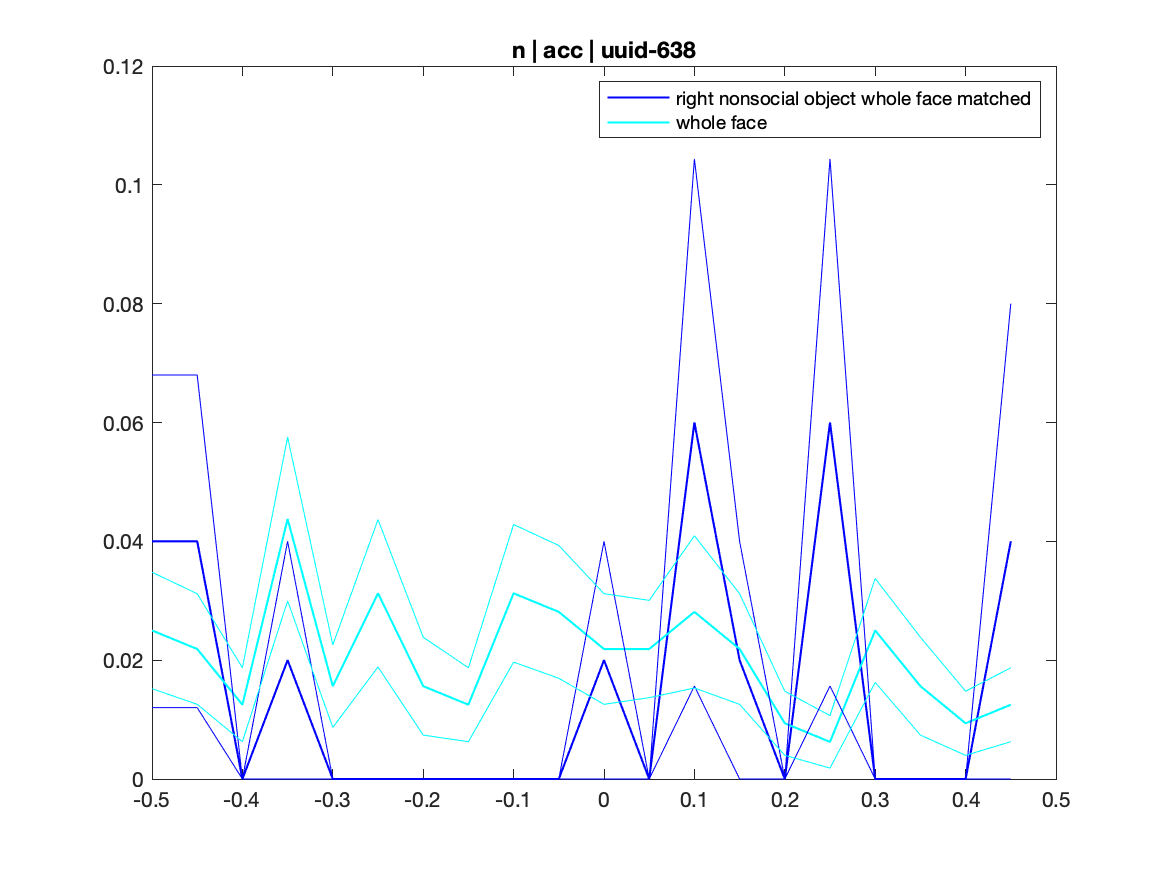 n | acc | uuid-638
right nonsocial object whole face matched
whole face
0.12
0.1
0.08
0.06
0.04
0.02
0
-0.5 -0.4 -0.3 -0.2 -0.1 0 0.1 0.2 0.3 0.4 0.5